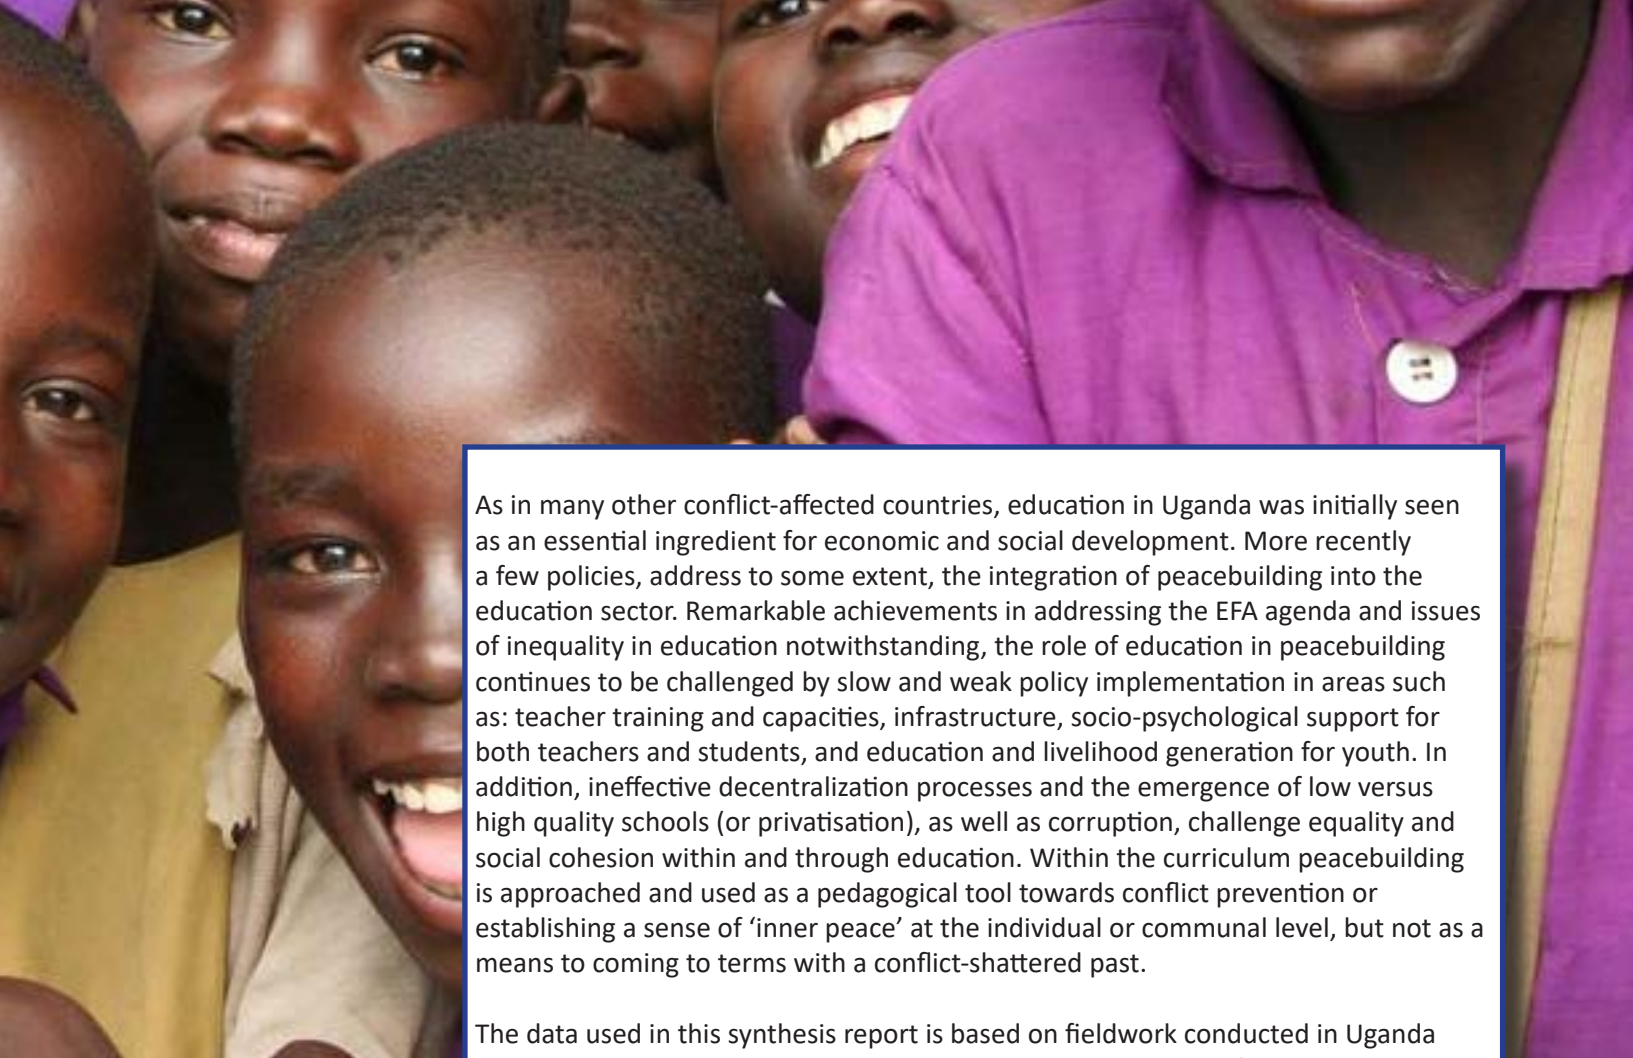 As in many other conflict-affected countries, education in Uganda was initially seen
as an essential ingredient for economic and social development. More recently
a few policies, address to some extent, the integration of peacebuilding into the
education sector. Remarkable achievements in addressing the EFA agenda and issues
of inequality in education notwithstanding, the role of education in peacebuilding
continues to be challenged by slow and weak policy implementation in areas such
as: teacher training and capacities, infrastructure, socio-psychological support for
both teachers and students, and education and livelihood generation for youth. In
addition, ineffective decentralization processes and the emergence of low versus
high quality schools (or privatisation), as well as corruption, challenge equality and
social cohesion within and through education. Within the curriculum peacebuilding
is approached and used as a pedagogical tool towards conflict prevention or
establishing a sense of ‘inner peace’ at the individual or communal level, but not as a
means to coming to terms with a conflict-shattered past.
The data used in this synthesis report is based on fieldwork conducted in Uganda